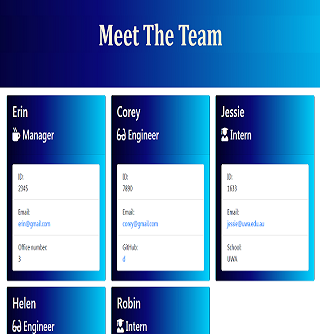 Meet The Team
Erin
Manager
ID:
2345
Email:
erin@gmail.com
Office number:
3
Corey
Engineer
ID:
7890
Email:
corey@gmail.com
GitHub:
d
Jessie
Intern
ID:
1633
Email:
jessie@uwa.edu.au
School:
UWA
Helen
Engineer
Robin
Intern